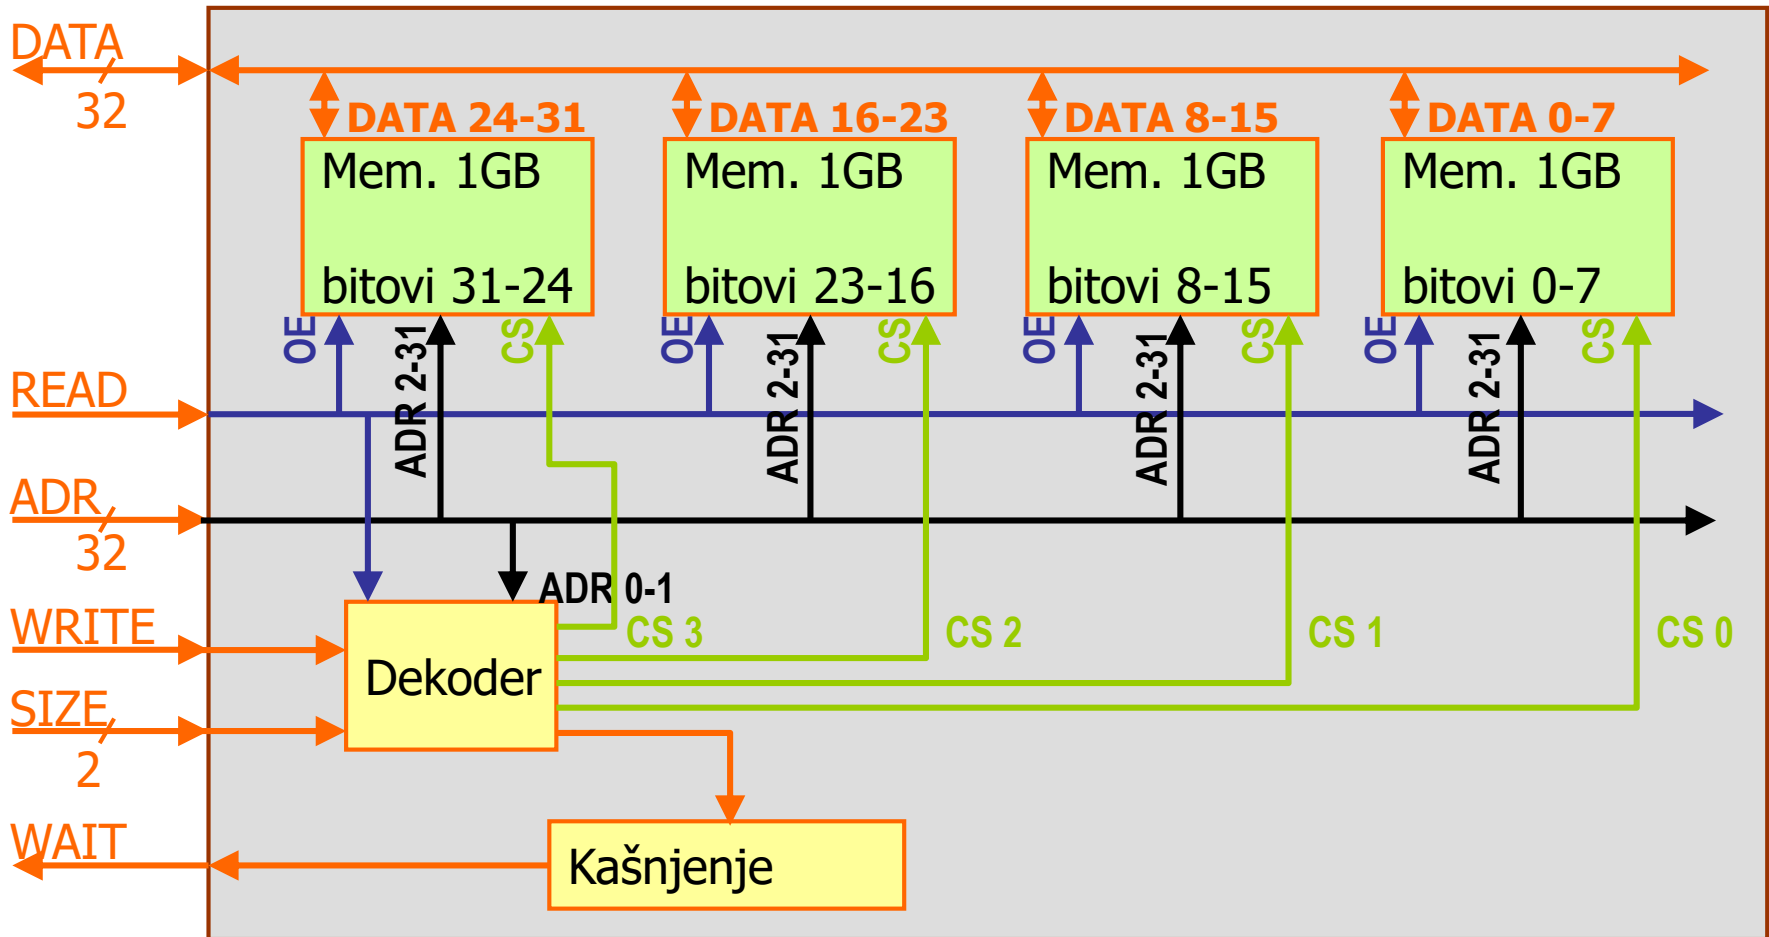 DATA
32
DATA 24-31
DATA 16-23
DATA 8-15
DATA 0-7
Mem. 1GB
bitovi 31-24
Mem. 1GB
bitovi 23-16
Mem. 1GB
bitovi 8-15
Mem. 1GB
bitovi 0-7
OE
ADR 2-31
CS
OE
ADR 2-31
CS
OE
ADR 2-31
CS
OE
ADR 2-31
CS
READ
ADR
32
ADR 0-1
WRITE
CS 3
CS 2
CS 1
CS 0
Dekoder
SIZE
2
WAIT
Kašnjenje